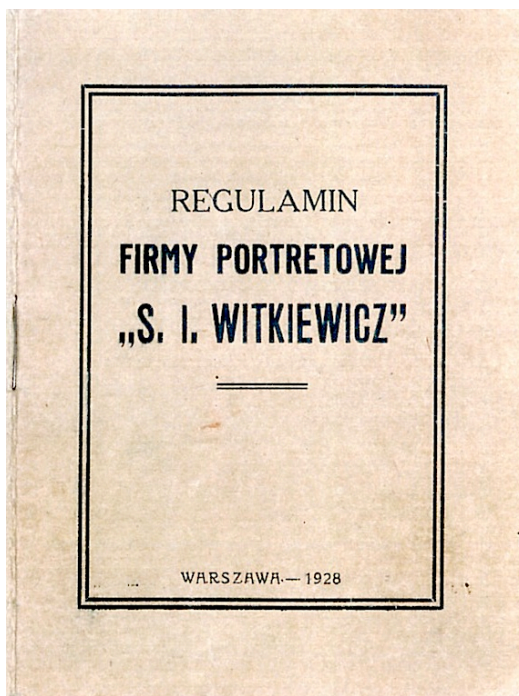 REGULAMIN
FIRMY PORTRETOWEJ
„S. I. WITKIEWICZ”
WARSZAWA — 1928